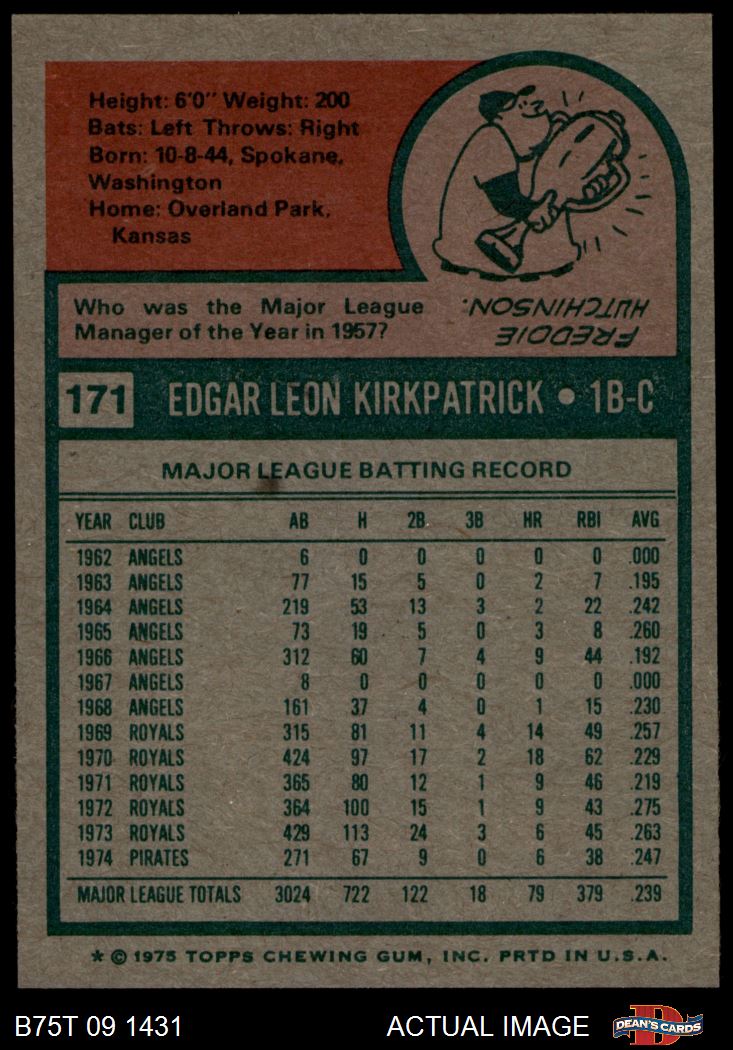 Height: 6'0" Weight: 200
Bats: Left Throws: Right
Born: 10-8-44, Spokane,
Washington
Home: Overland Park,
Kansas
Who was the Major League
Manager of the Year in 1957?
FREDDIE
HUTCHINSON.
171 EDGAR LEON KIRKPATRICK • 1B-C
MAJOR LEAGUE BATTING RECORD
YEAR CLUB AB H 2B 3B HR RBI AVG
1962 ANGELS 6 0 0 0 0 0 .000
1963 ANGELS 77 15 5 0 2 7 .195
1964 ANGELS 219 53 13 3 2 22 .242
1965 ANGELS 73 19 5 0 3 8 .260
1966 ANGELS 312 60 7 4 9 44 .192
1967 ANGELS 8 0 0 0 0 0 .000
1968 ANGELS 161 37 4 0 1 15 .230
1969 ROYALS 315 81 11 4 14 49 .257
1970 ROYALS 424 97 17 2 18 62 .229
1971 ROYALS 365 80 12 1 9 46 .219
1972 ROYALS 364 100 15 1 9 43 .275
1973 ROYALS 429 113 24 3 6 45 .263
1974 PIRATES 271 67 9 0 6 38 .247
MAJOR LEAGUE TOTALS 3024 722 122 18 79 379 .239
* © 1975 TOPPS CHEWING GUM, INC. PRTD IN U.S.A.
B75T 09 1431 ACTUAL IMAGE D DEAN'S CARDS